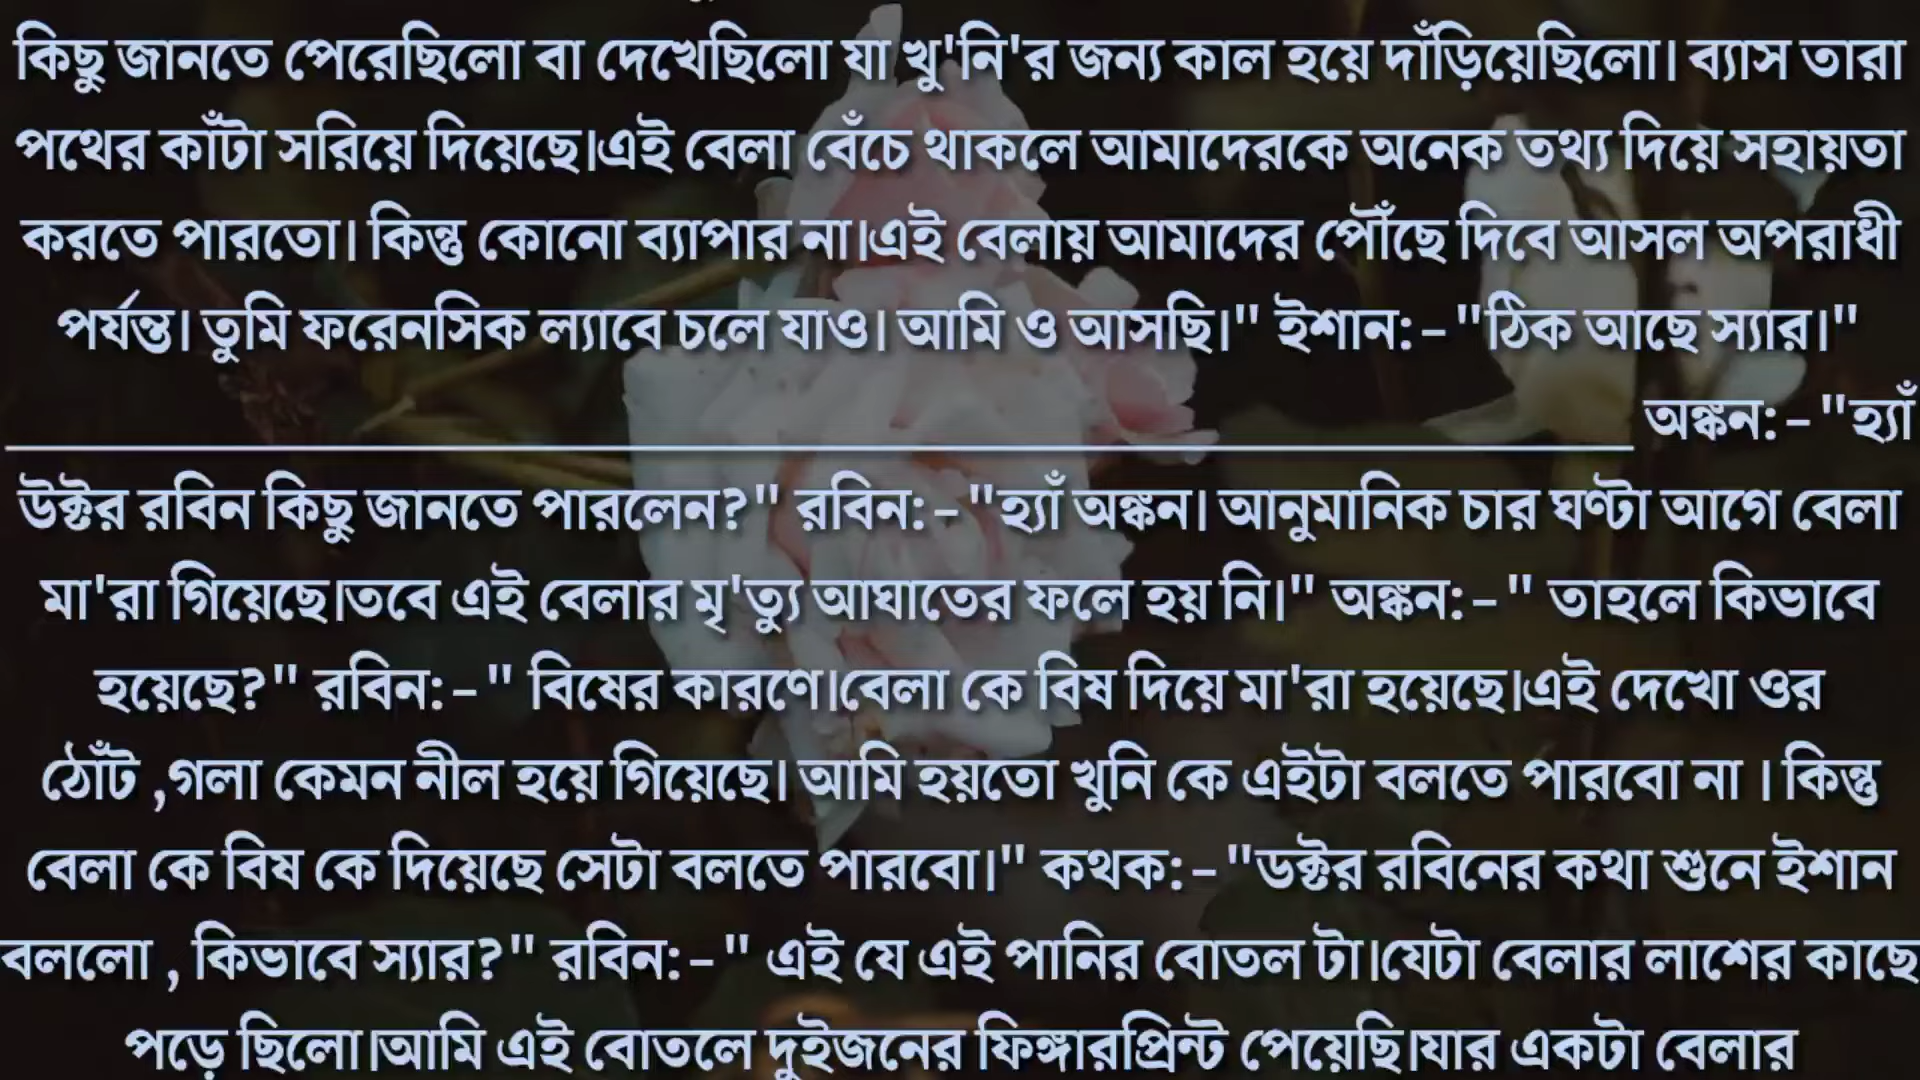 কিছু জানতে পেরেছিলো বা দেখেছিলো যা খু'নি'র জন্য কাল হয়ে দাঁড়িয়েছিলো। ব্যাস তারা
পথের কাঁটা সরিয়ে দিয়েছে।এই বেলা বেঁচে থাকলে আমাদেরকে অনেক তথ্য দিয়ে সহায়তা
করতে পারতো। কিন্তু কোনো ব্যাপার না।এই বেলায় আমাদের পৌঁছে দিবে আসল অপরাধী
পর্যন্ত। তুমি ফরেনসিক ল্যাবে চলে যাও। আমি ও আসছি।" ইশান:-"ঠিক আছে স্যার।"
অঙ্কন:-"হ্যাঁ
উক্টর রবিন কিছু জানতে পারলেন?" রবিন:- "হ্যাঁ অঙ্কন। আনুমানিক চার ঘণ্টা আগে বেলা
মা'রা গিয়েছে।তবে এই বেলার মৃ'ত্যু আঘাতের ফলে হয় নি।" অঙ্কন:-" তাহলে কিভাবে
হয়েছে?" রবিন:-" বিষের কারণে।বেলা কে বিষ দিয়ে মা'রা হয়েছে।এই দেখো ওর
ঠোঁট ,গলা কেমন নীল হয়ে গিয়েছে। আমি হয়তো খুনি কে এইটা বলতে পারবো না । কিন্তু
বেলা কে বিষ কে দিয়েছে সেটা বলতে পারবো।" কথক:-"ডক্টর রবিনের কথা শুনে ইশান
বললো , কিভাবে স্যার?" রবিন:-" এই যে এই পানির বোতল টা।যেটা বেলার লাশের কাছে
পড়ে ছিলো।আমি এই বোতলে দুইজনের ফিঙ্গারপ্রিন্ট পেয়েছি।যার একটা বেলার